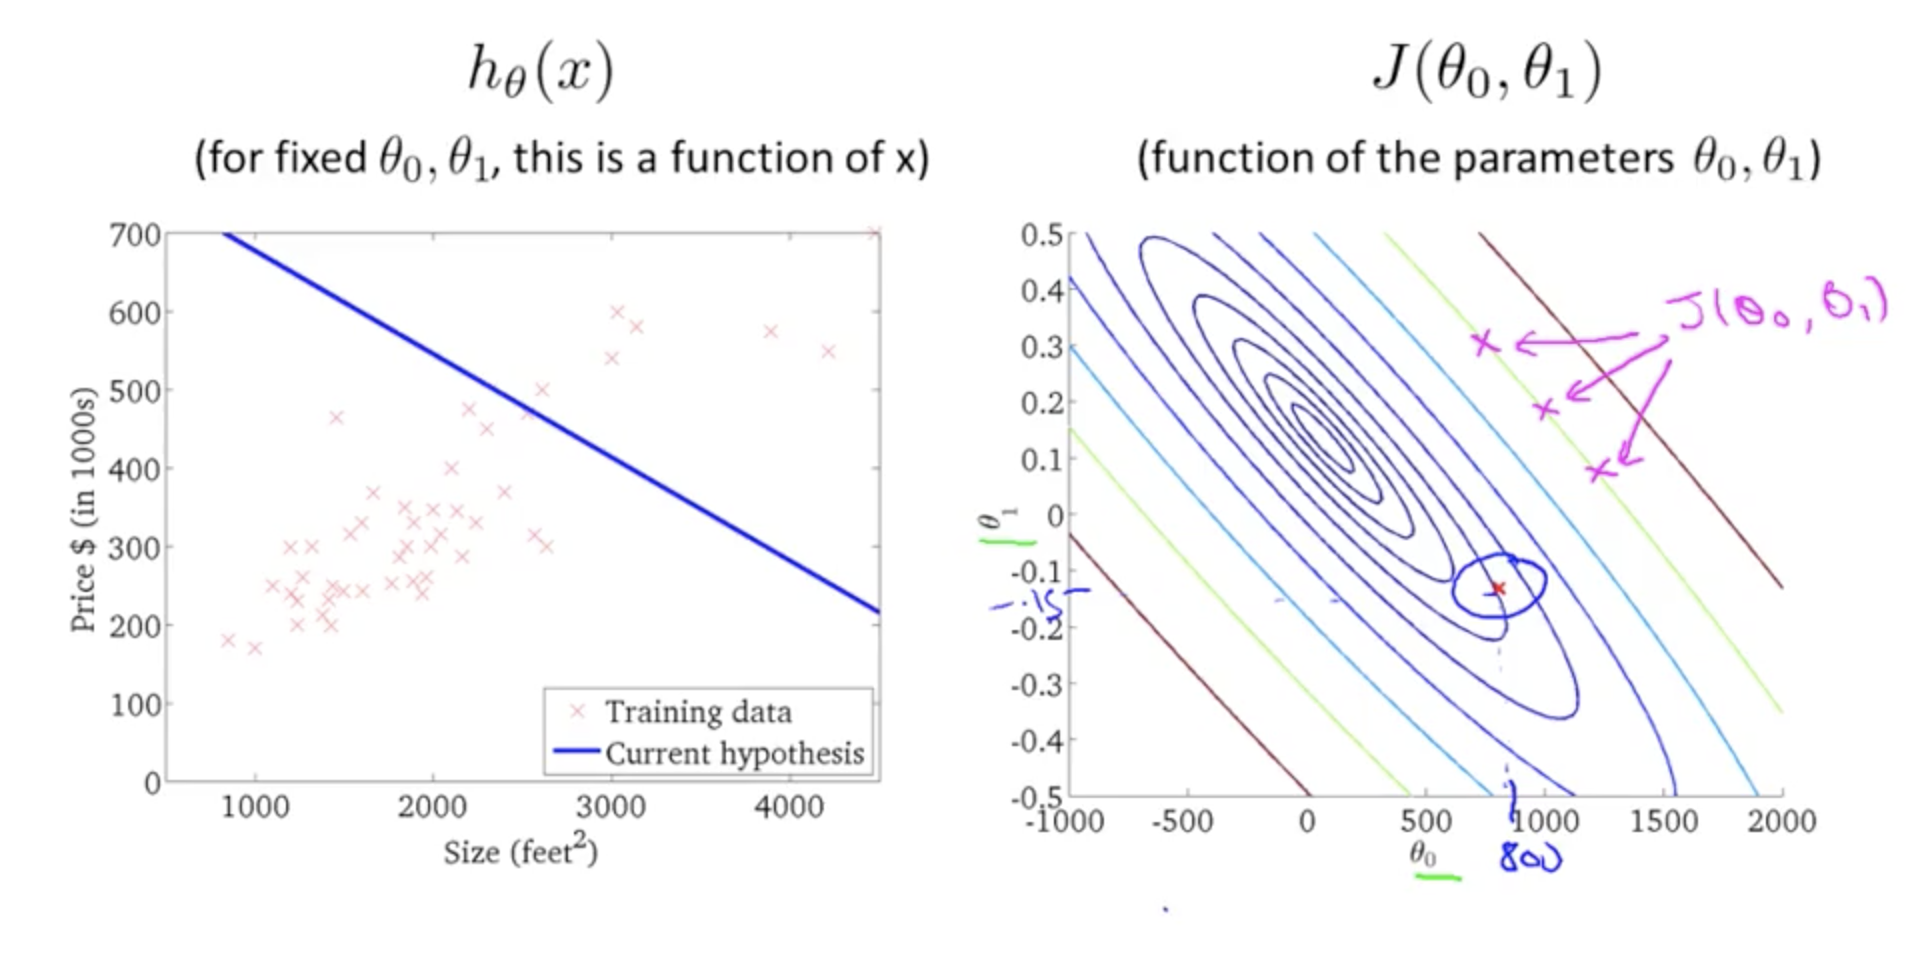 hθ(x)
(for fixed θ0, θ1, this is a function of x)
700
600
500
400
300
200
100
0
Price $ (in 1000s)
1000 2000 3000 4000
Size (feet²)
Training data
Current hypothesis
J(θ0, θ1)
(function of the parameters θ0, θ1)
0.5
0.4
0.3
0.2
0.1
0
-0.1
-0.2
-0.3
-0.4
-0.5
θ1
-.15
-1000 -500 0 500 1000 1500 2000
θ0
800
J(θ0, θ1)